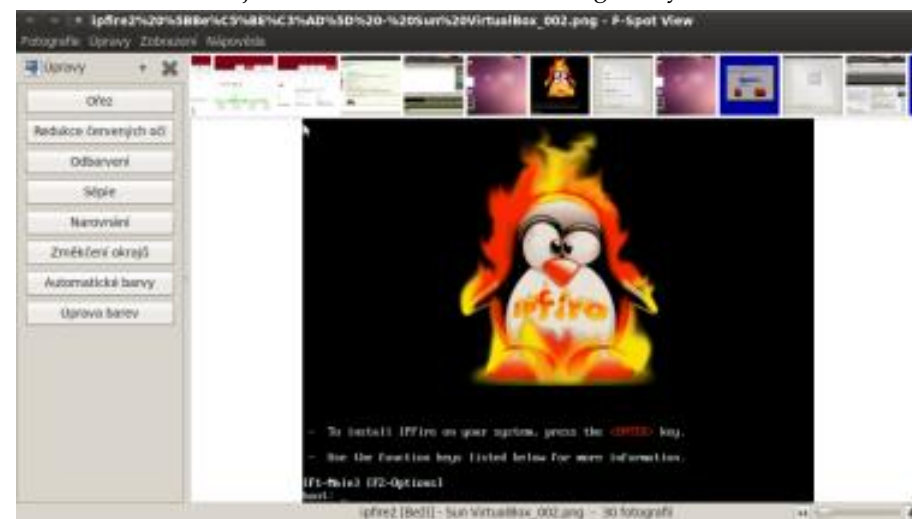 ipfire2%20%5BBe%C5%BE%C3%AD%5D%20-%20Sun%20VirtualBox_002.png - F-Spot View
Fotografie Úpravy Zobrazení Nápověda
Úpravy
Ořez
Redukce červených očí
Odbarvení
Sépie
Narovnání
Změkčení okrajů
Automatické barvy
Úprava barev
ipfire
- To install IPFire on your system, press the <ENTER> key.
- Use the function keys listed below for more information.
[F1-Main] [F2-Options]
boot: _
ipfire2 [Beží] - Sun VirtualBox_002.png - 30 fotografií